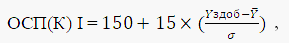 ОСП(К) I = 150 + 15 × (Yздоб−Ȳ / σ) ,